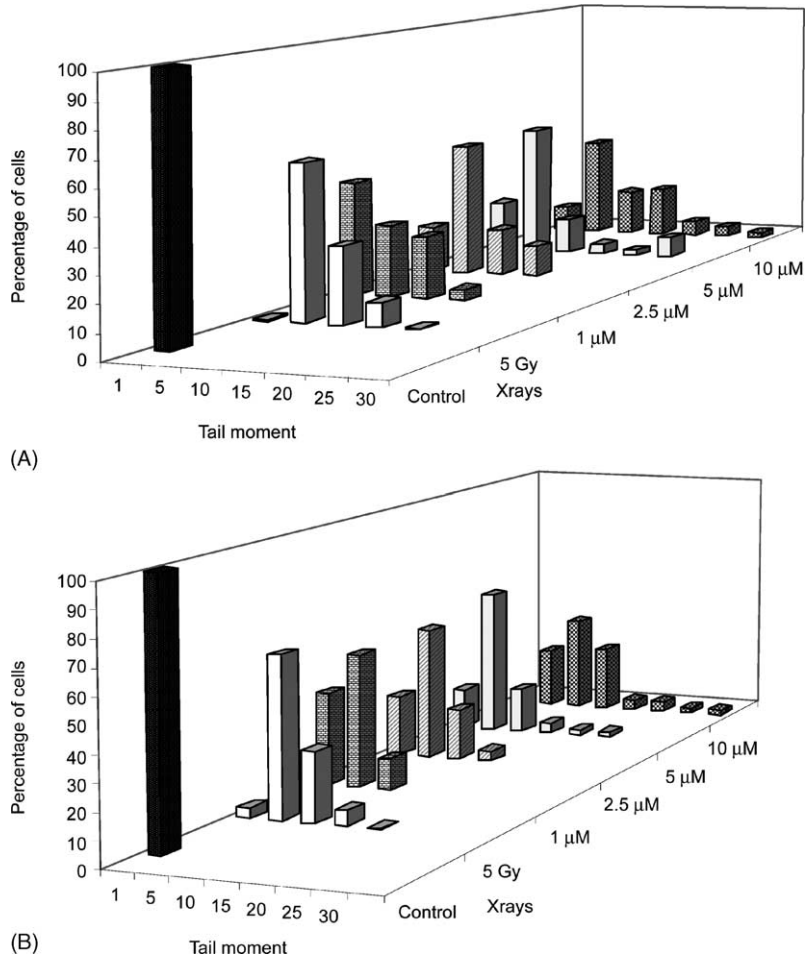 100
90
80
70
60
50
40
30
20
10
0
Percentage of cells
1 5 10 15 20 25 30
Tail moment
Control
5 Gy
Xrays
1 μM
2.5 μM
5 μM
10 μM
(A)
100
90
80
70
60
50
40
30
20
10
0
Percentage of cells
1 5 10 15 20 25 30
Tail moment
Control
5 Gy
Xrays
1 μM
2.5 μM
5 μM
10 μM
(B)